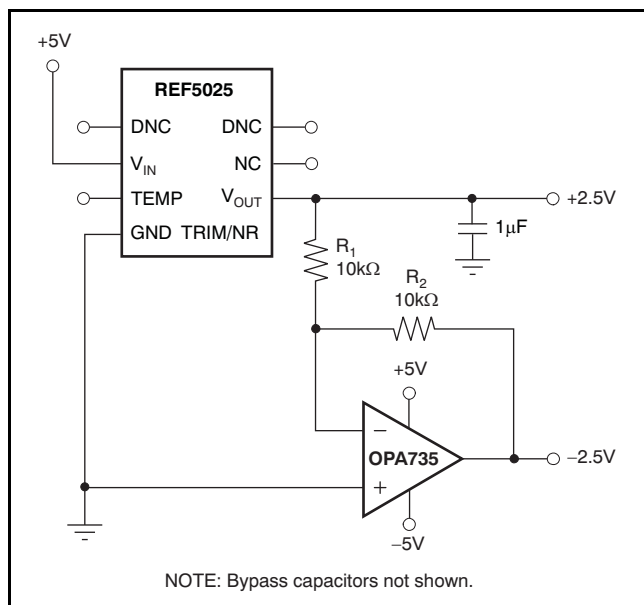 +5V
REF5025
DNC
DNC
V_IN
NC
TEMP
V_OUT
+2.5V
GND
TRIM/NR
1μF
R_1
10kΩ
R_2
10kΩ
+5V
−
OPA735
−2.5V
+
−5V
NOTE: Bypass capacitors not shown.